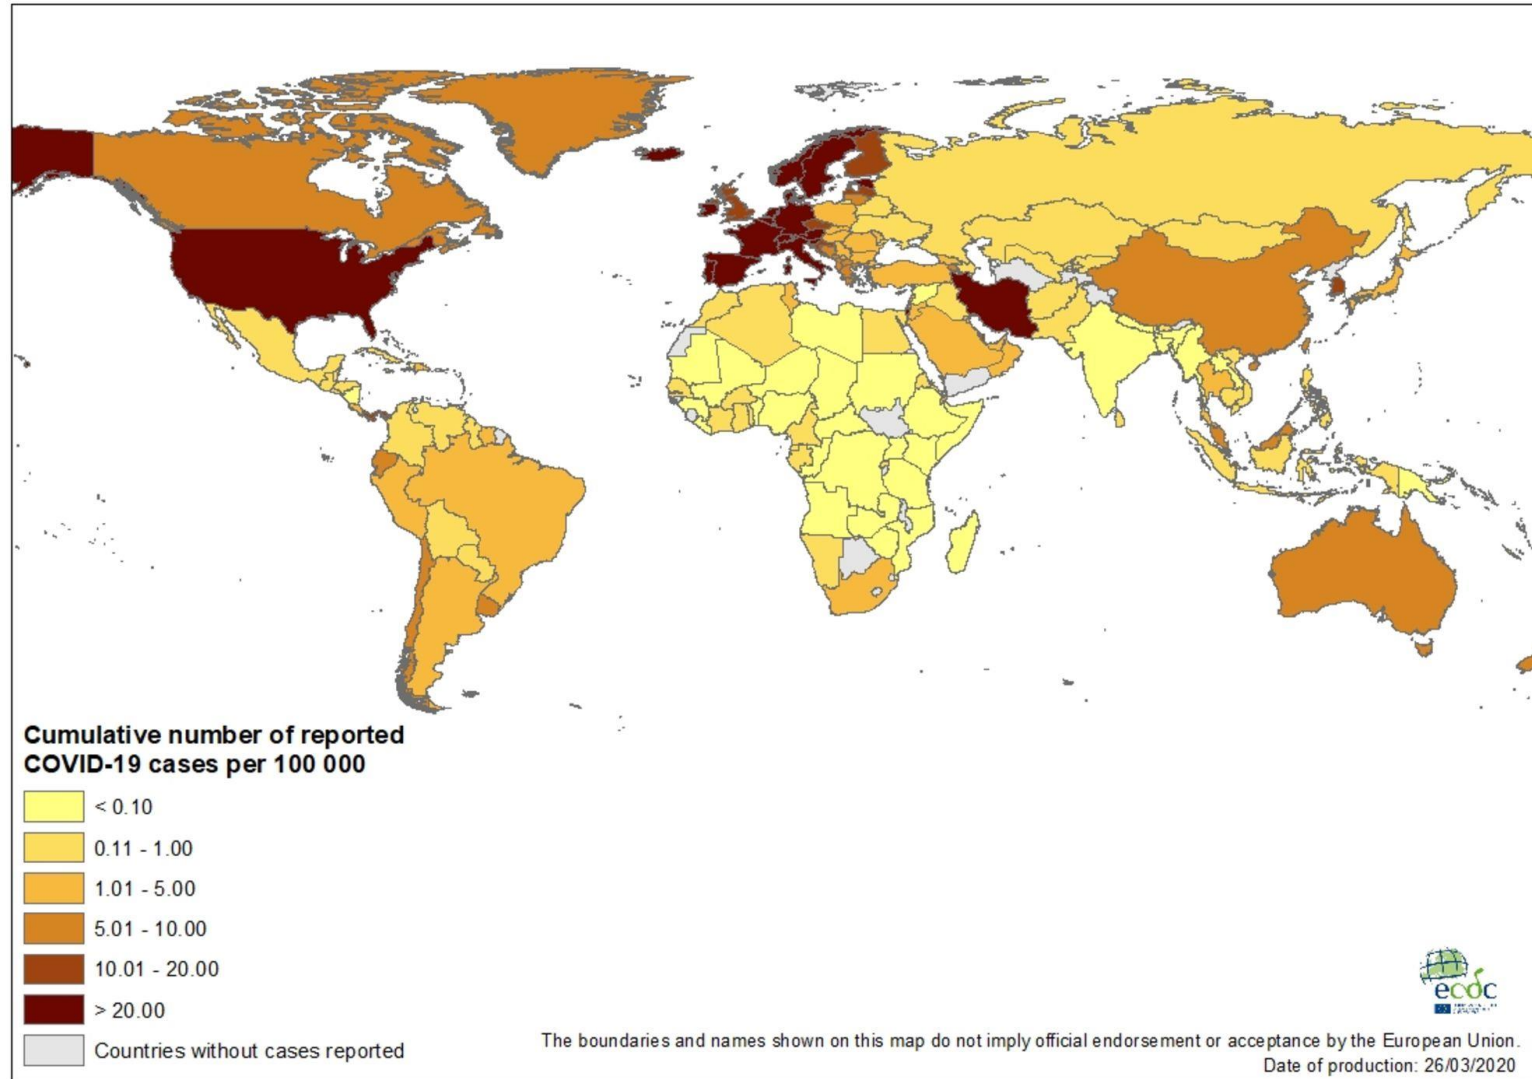 Cumulative number of reported
COVID-19 cases per 100 000
< 0.10
0.11 - 1.00
1.01 - 5.00
5.01 - 10.00
10.01 - 20.00
> 20.00
Countries without cases reported
ecdc
The boundaries and names shown on this map do not imply official endorsement or acceptance by the European Union.
Date of production: 26/03/2020